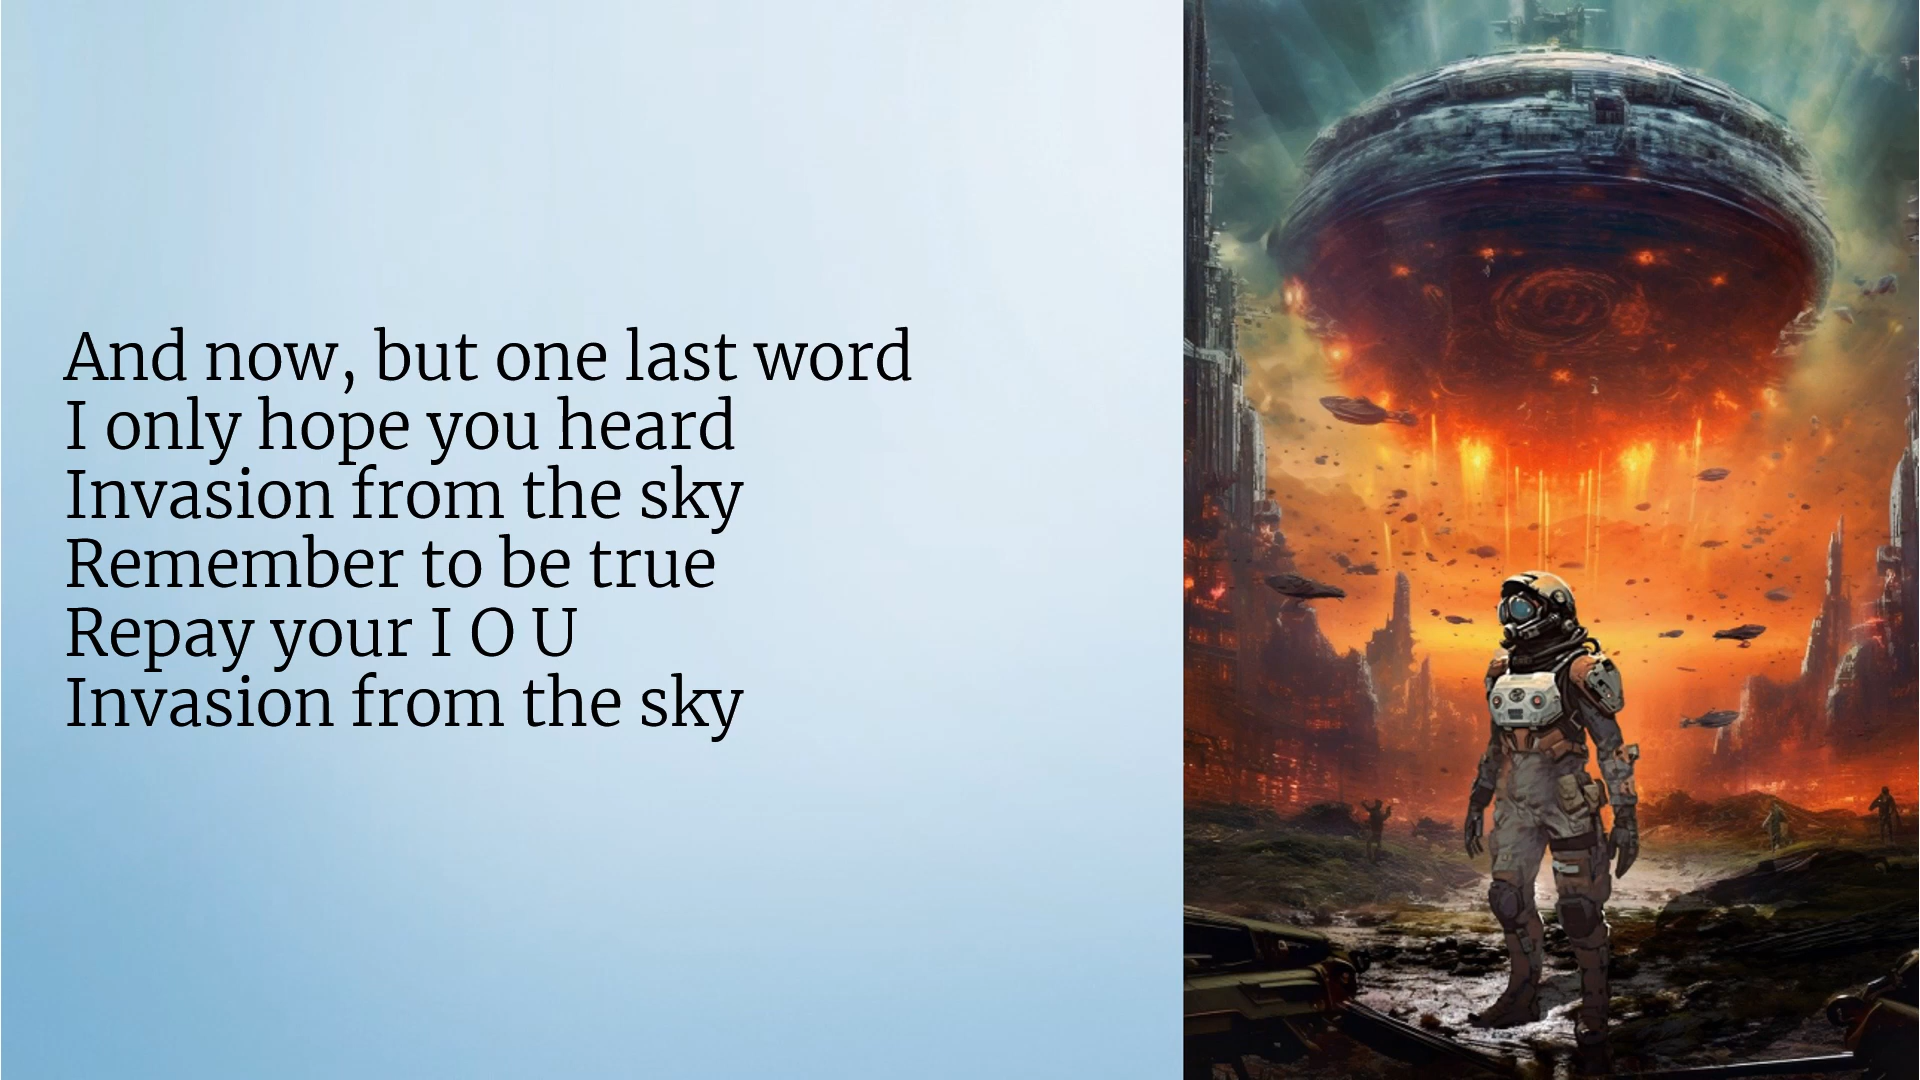 And now, but one last word
I only hope you heard
Invasion from the sky
Remember to be true
Repay your I O U
Invasion from the sky